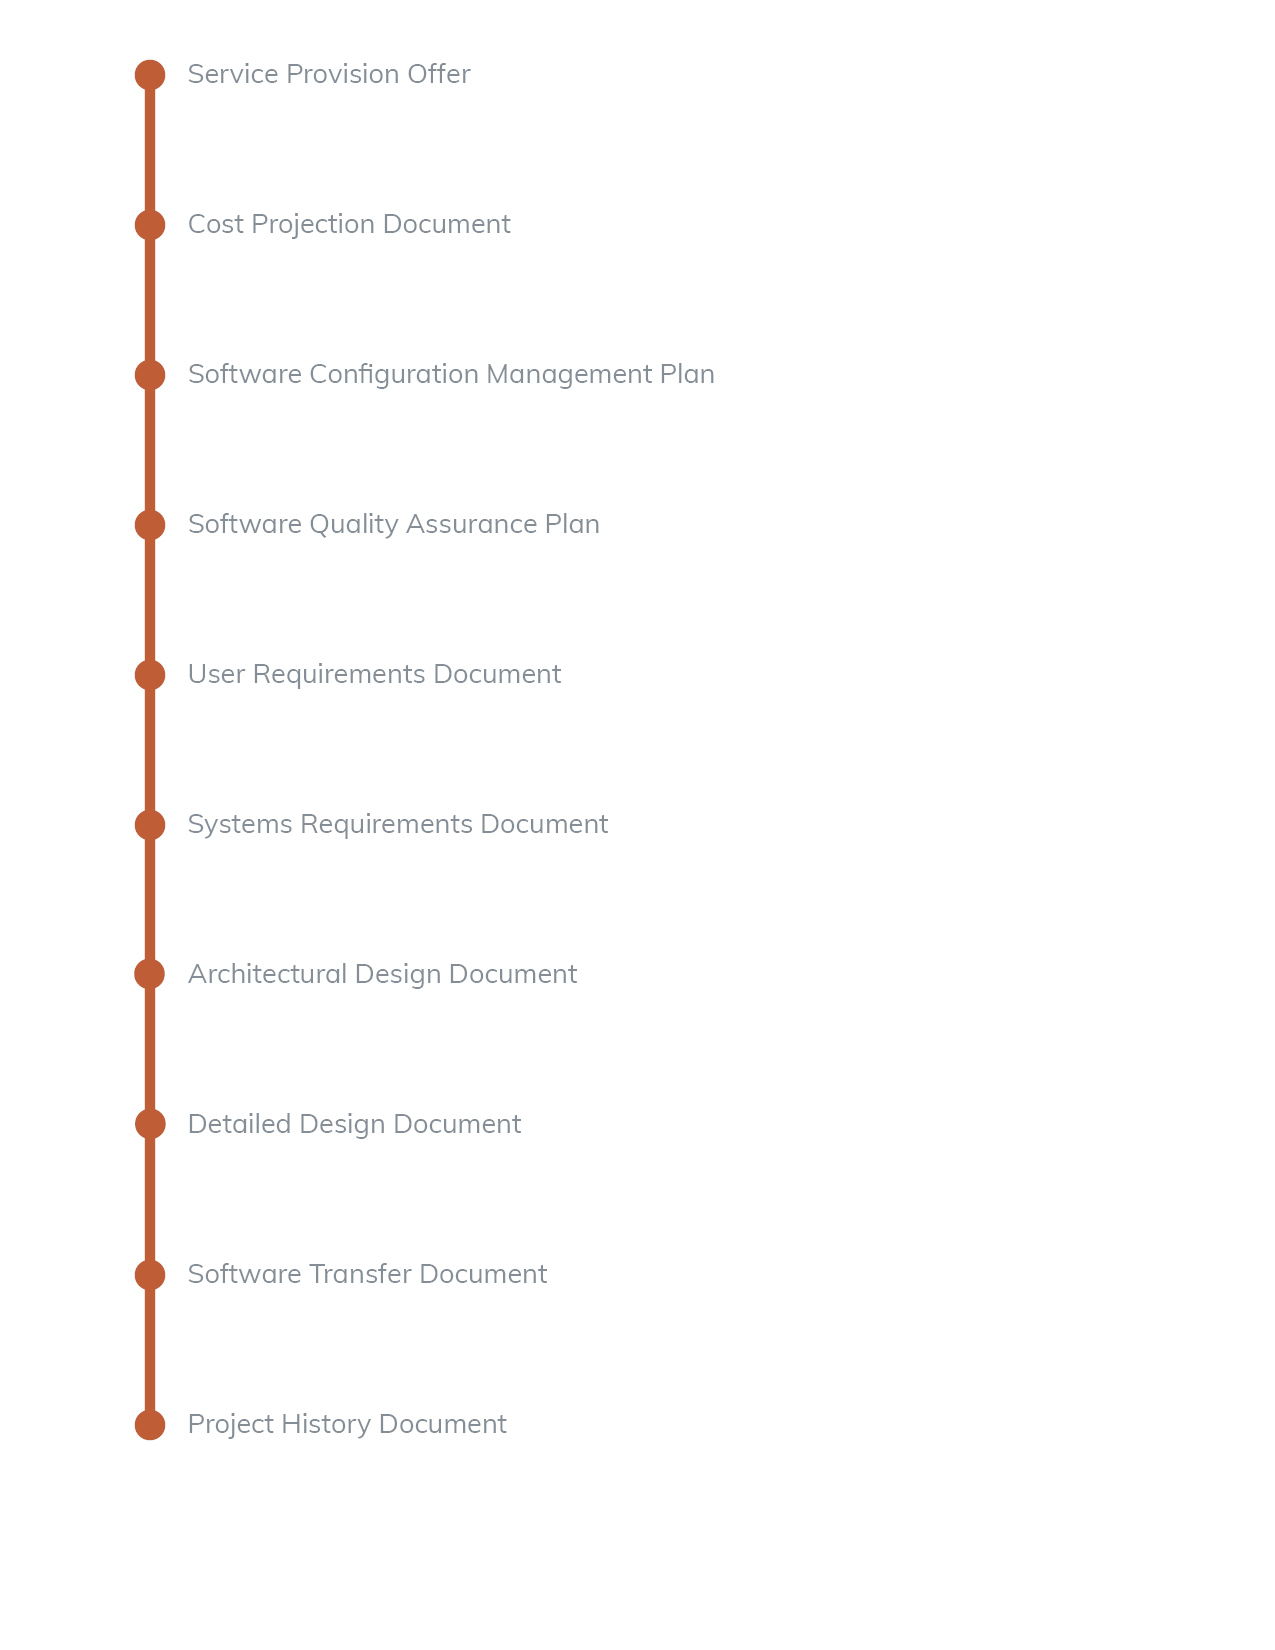 Service Provision Offer
Cost Projection Document
Software Configuration Management Plan
Software Quality Assurance Plan
User Requirements Document
Systems Requirements Document
Architectural Design Document
Detailed Design Document
Software Transfer Document
Project History Document